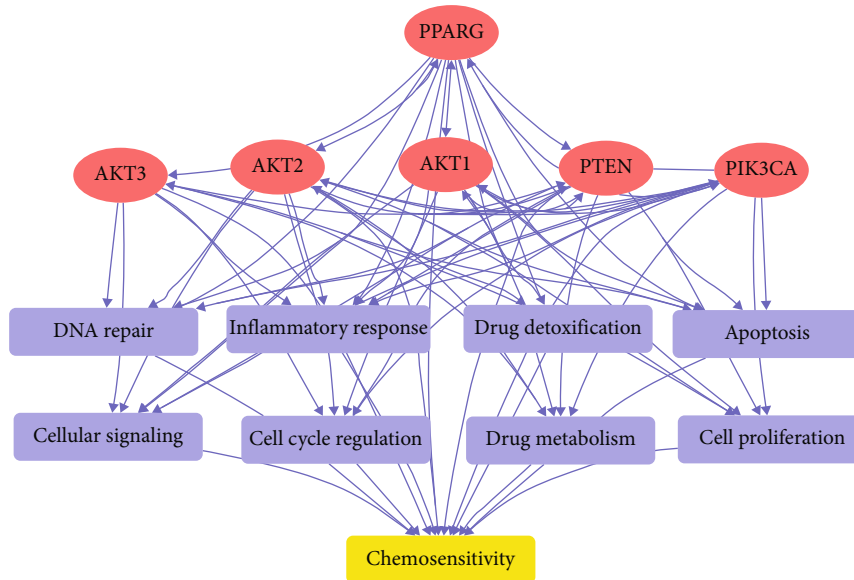 PPARG
AKT3
AKT2
AKT1
PTEN
PIK3CA
DNA repair
Inflammatory response
Drug detoxification
Apoptosis
Cellular signaling
Cell cycle regulation
Drug metabolism
Cell proliferation
Chemosensitivity